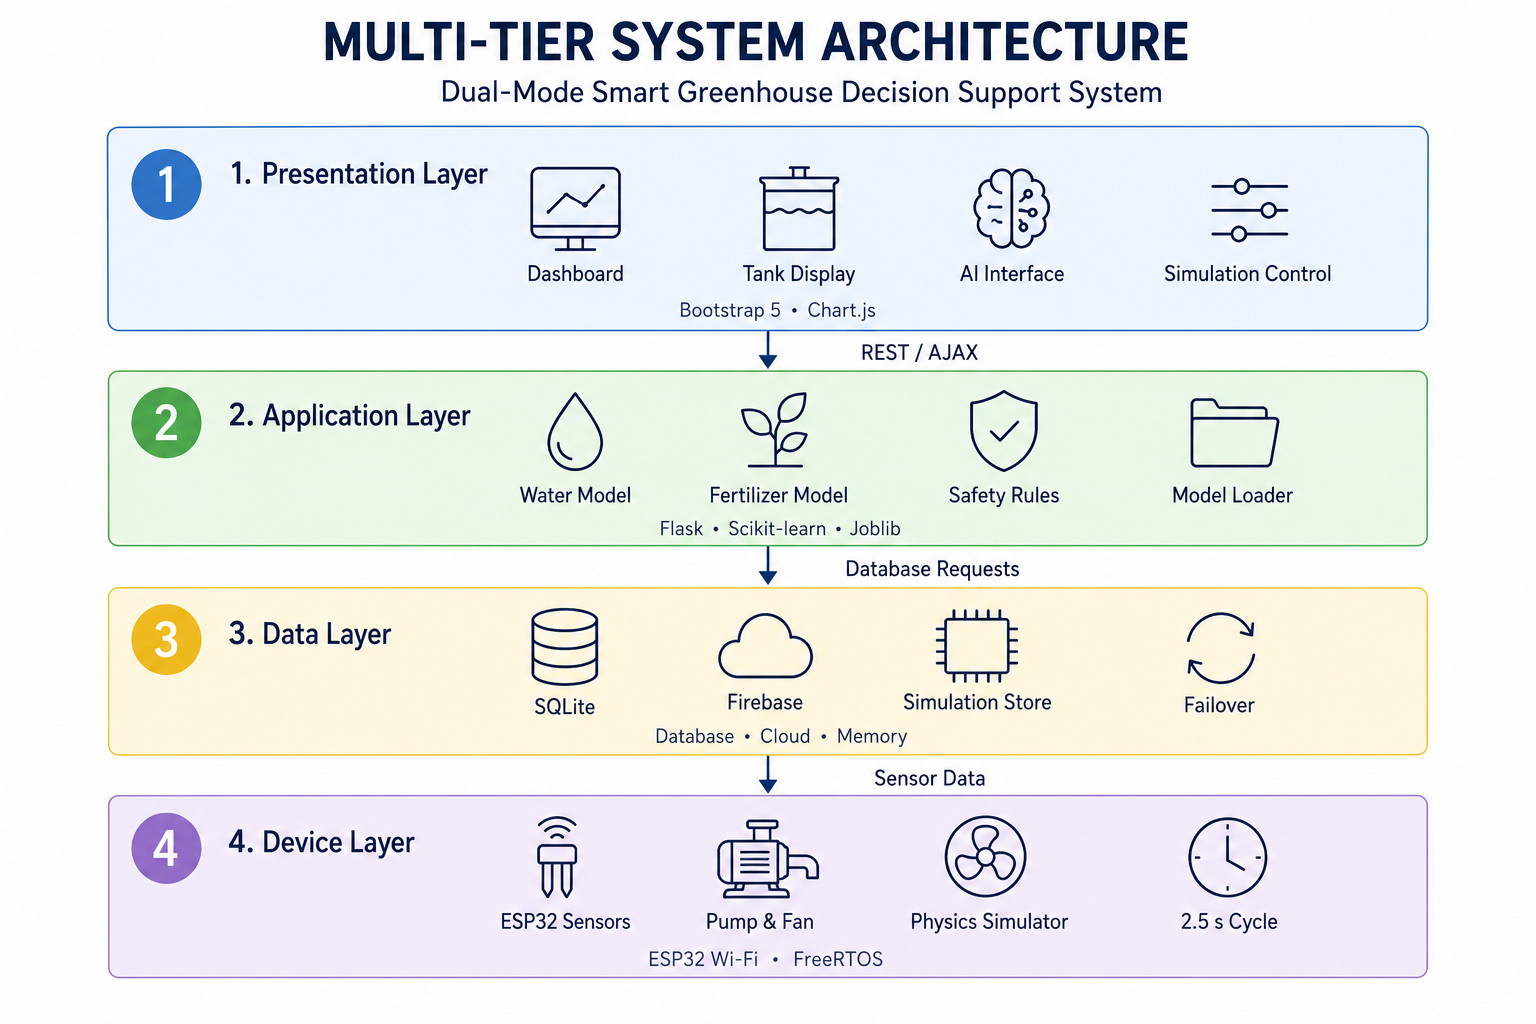 MULTI-TIER SYSTEM ARCHITECTURE
Dual-Mode Smart Greenhouse Decision Support System
1
1. Presentation Layer
Dashboard
Tank Display
AI Interface
Simulation Control
Bootstrap 5 • Chart.js
REST / AJAX
2
2. Application Layer
Water Model
Fertilizer Model
Safety Rules
Model Loader
Flask • Scikit-learn • Joblib
Database Requests
3
3. Data Layer
SQLite
Firebase
Simulation Store
Failover
Database • Cloud • Memory
Sensor Data
4
4. Device Layer
ESP32 Sensors
Pump & Fan
Physics Simulator
2.5 s Cycle
ESP32 Wi-Fi • FreeRTOS